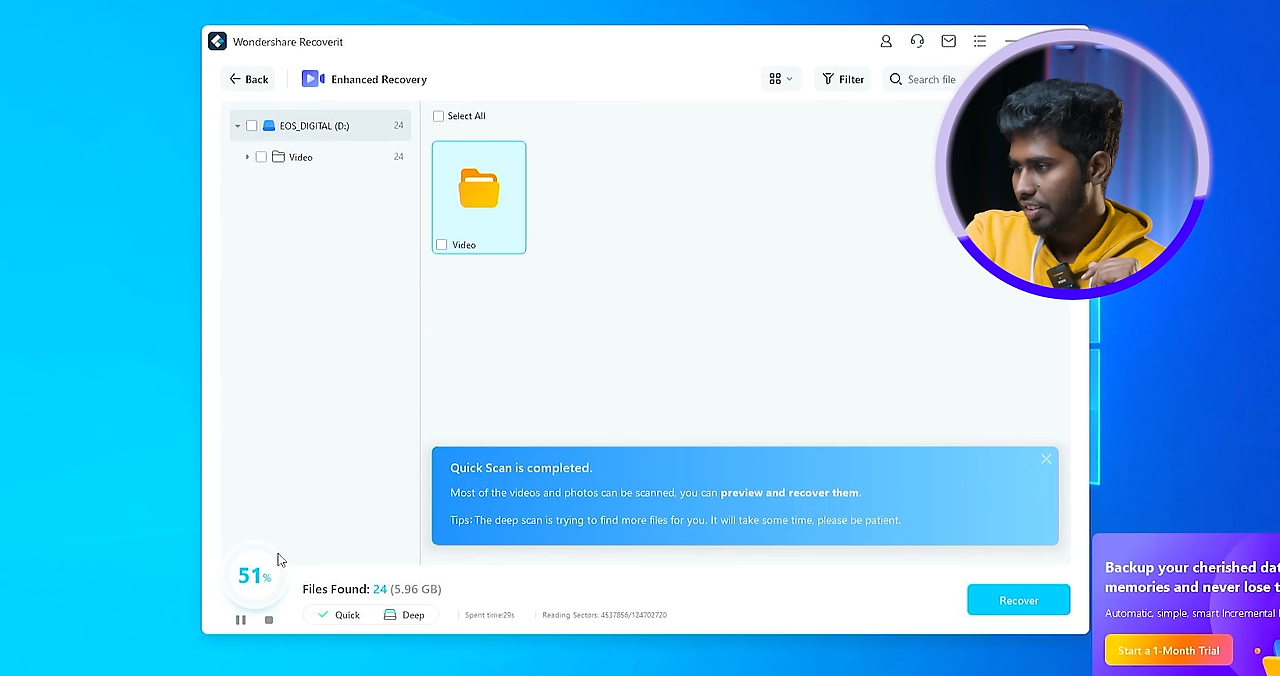 Wondershare Recoverit
Back
Enhanced Recovery
Filter
Search file
EOS_DIGITAL (D:) 24
Video 24
Select All
Video
Quick Scan is completed.
Most of the videos and photos can be scanned, you can preview and recover them.
Tips: The deep scan is trying to find more files for you. It will take some time, please be patient.
51%
Files Found: 24 (5.96 GB)
Quick
Deep
Spent time:29s
Reading Sectors: 4537856/124702720
Recover
Backup your cherished
memories and never lose
Automatic, simple, smart Incremental
Start a 1-Month Trial